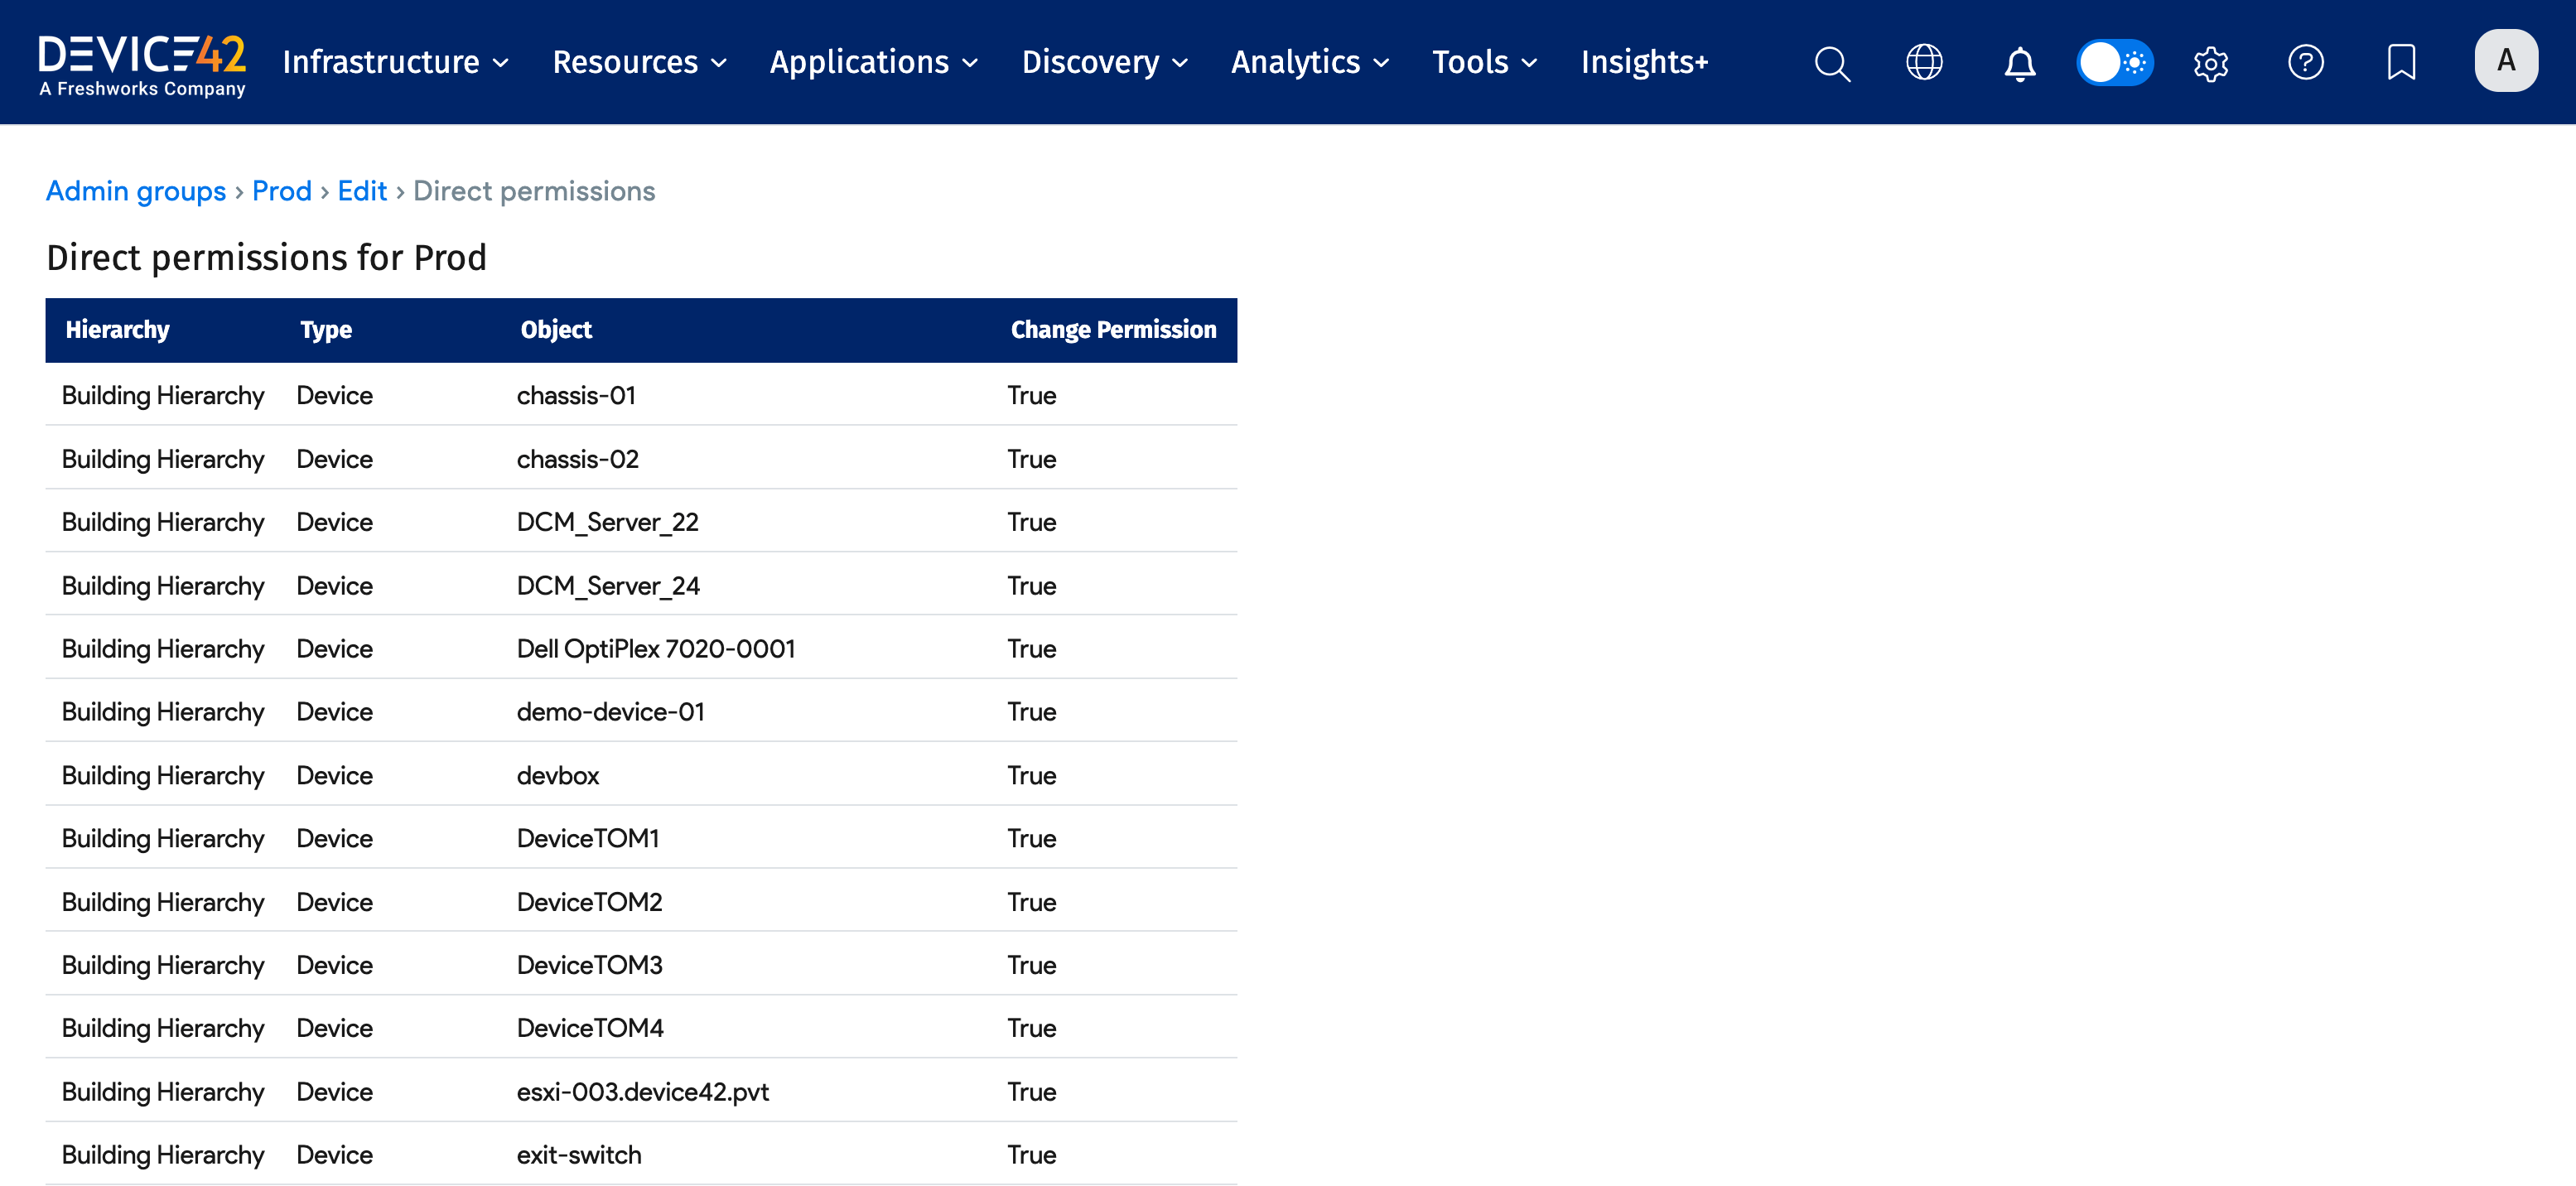 DEVICE42
A Freshworks Company
Infrastructure Resources Applications Discovery Analytics Tools Insights+
A
Admin groups › Prod › Edit › Direct permissions
Direct permissions for Prod
Hierarchy Type Object Change Permission
Building Hierarchy Device chassis-01 True
Building Hierarchy Device chassis-02 True
Building Hierarchy Device DCM_Server_22 True
Building Hierarchy Device DCM_Server_24 True
Building Hierarchy Device Dell OptiPlex 7020-0001 True
Building Hierarchy Device demo-device-01 True
Building Hierarchy Device devbox True
Building Hierarchy Device DeviceTOM1 True
Building Hierarchy Device DeviceTOM2 True
Building Hierarchy Device DeviceTOM3 True
Building Hierarchy Device DeviceTOM4 True
Building Hierarchy Device esxi-003.device42.pvt True
Building Hierarchy Device exit-switch True